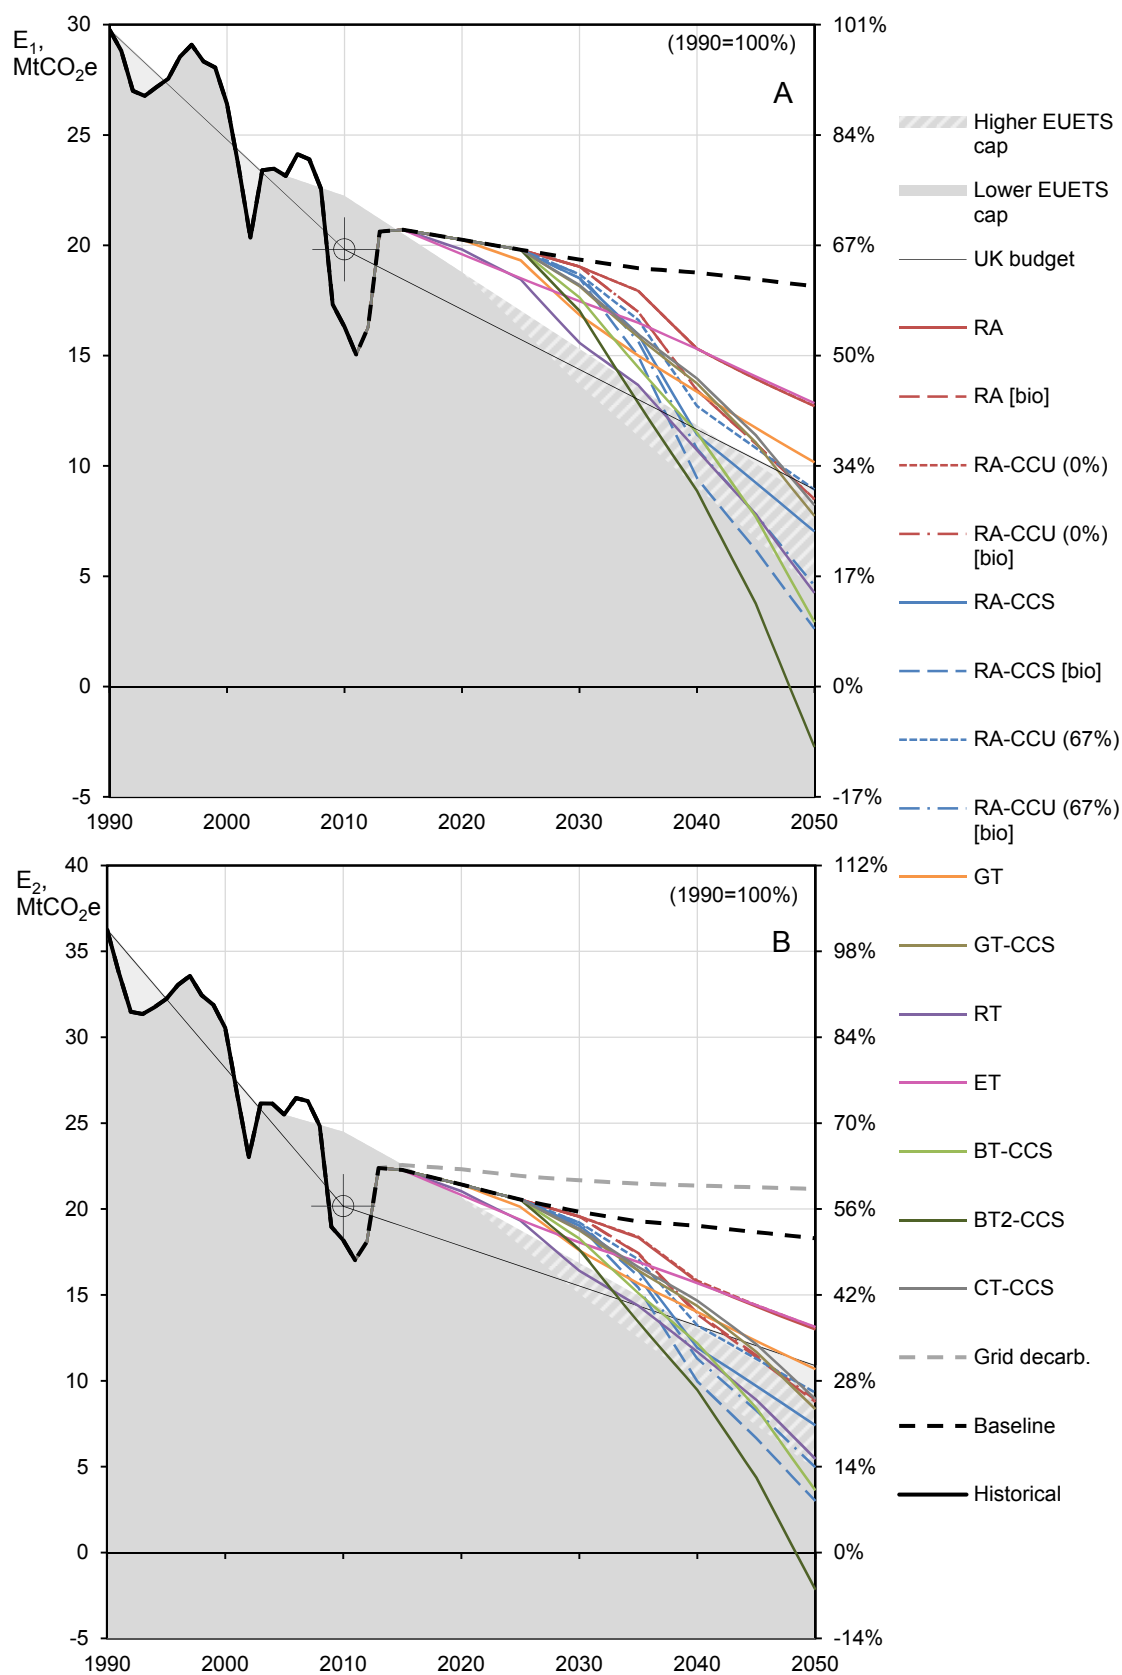 E1,
MtCO2e
30
25
20
15
10
5
0
-5
(1990=100%)
A
101%
84%
67%
50%
34%
17%
0%
-17%
1990 2000 2010 2020 2030 2040 2050
E2,
MtCO2e
40
35
30
25
20
15
10
5
0
-5
(1990=100%)
B
112%
98%
84%
70%
56%
42%
28%
14%
0%
-14%
1990 2000 2010 2020 2030 2040 2050
Higher EUETS
cap
Lower EUETS
cap
UK budget
RA
RA [bio]
RA-CCU (0%)
RA-CCU (0%)
[bio]
RA-CCS
RA-CCS [bio]
RA-CCU (67%)
RA-CCU (67%)
[bio]
GT
GT-CCS
RT
ET
BT-CCS
BT2-CCS
CT-CCS
Grid decarb.
Baseline
Historical